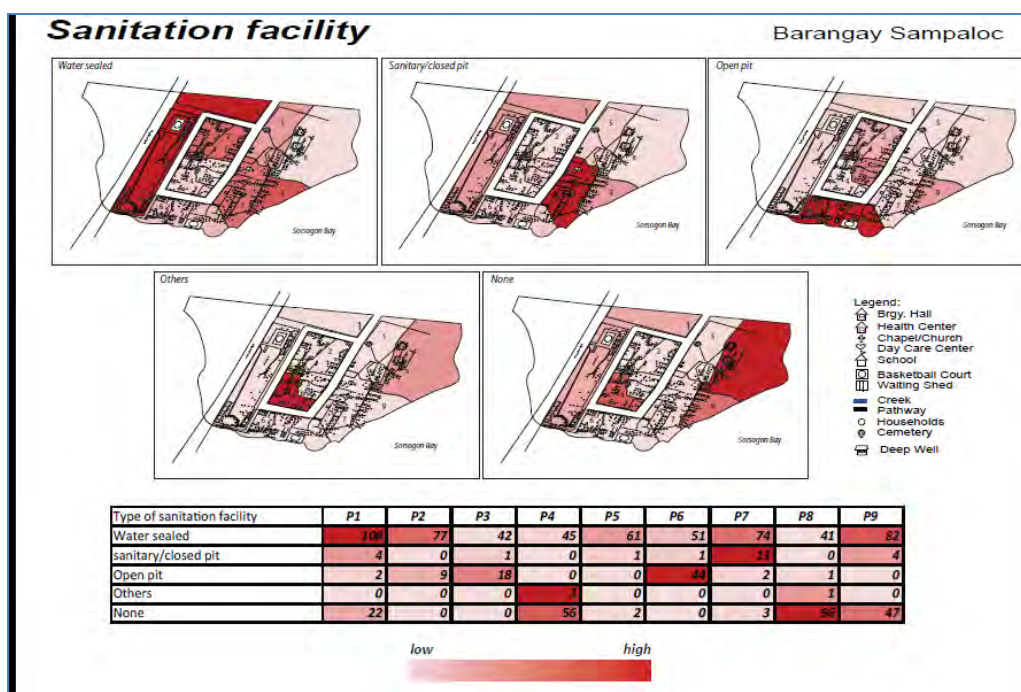 Sanitation facility
Barangay Sampaloc
Water sealed
Sorsogon Bay
Sanitary/closed pit
Sorsogon Bay
Open pit
Sorsogon Bay
Others
Sorsogon Bay
None
Sorsogon Bay
Legend:
Brgy. Hall
Health Center
Chapel/Church
Day Care Center
School
Basketball Court
Waiting Shed
Creek
Pathway
Households
Cemetery
Deep Well
Type of sanitation facility P1 P2 P3 P4 P5 P6 P7 P8 P9
Water sealed 77 42 45 61 51 74 41 82
sanitary/closed pit 4 0 1 0 1 1 13 0 4
Open pit 2 9 18 0 0 44 2 1 0
Others 0 0 0 0 0 0 1 0
None 22 0 0 56 2 0 3 47
low high